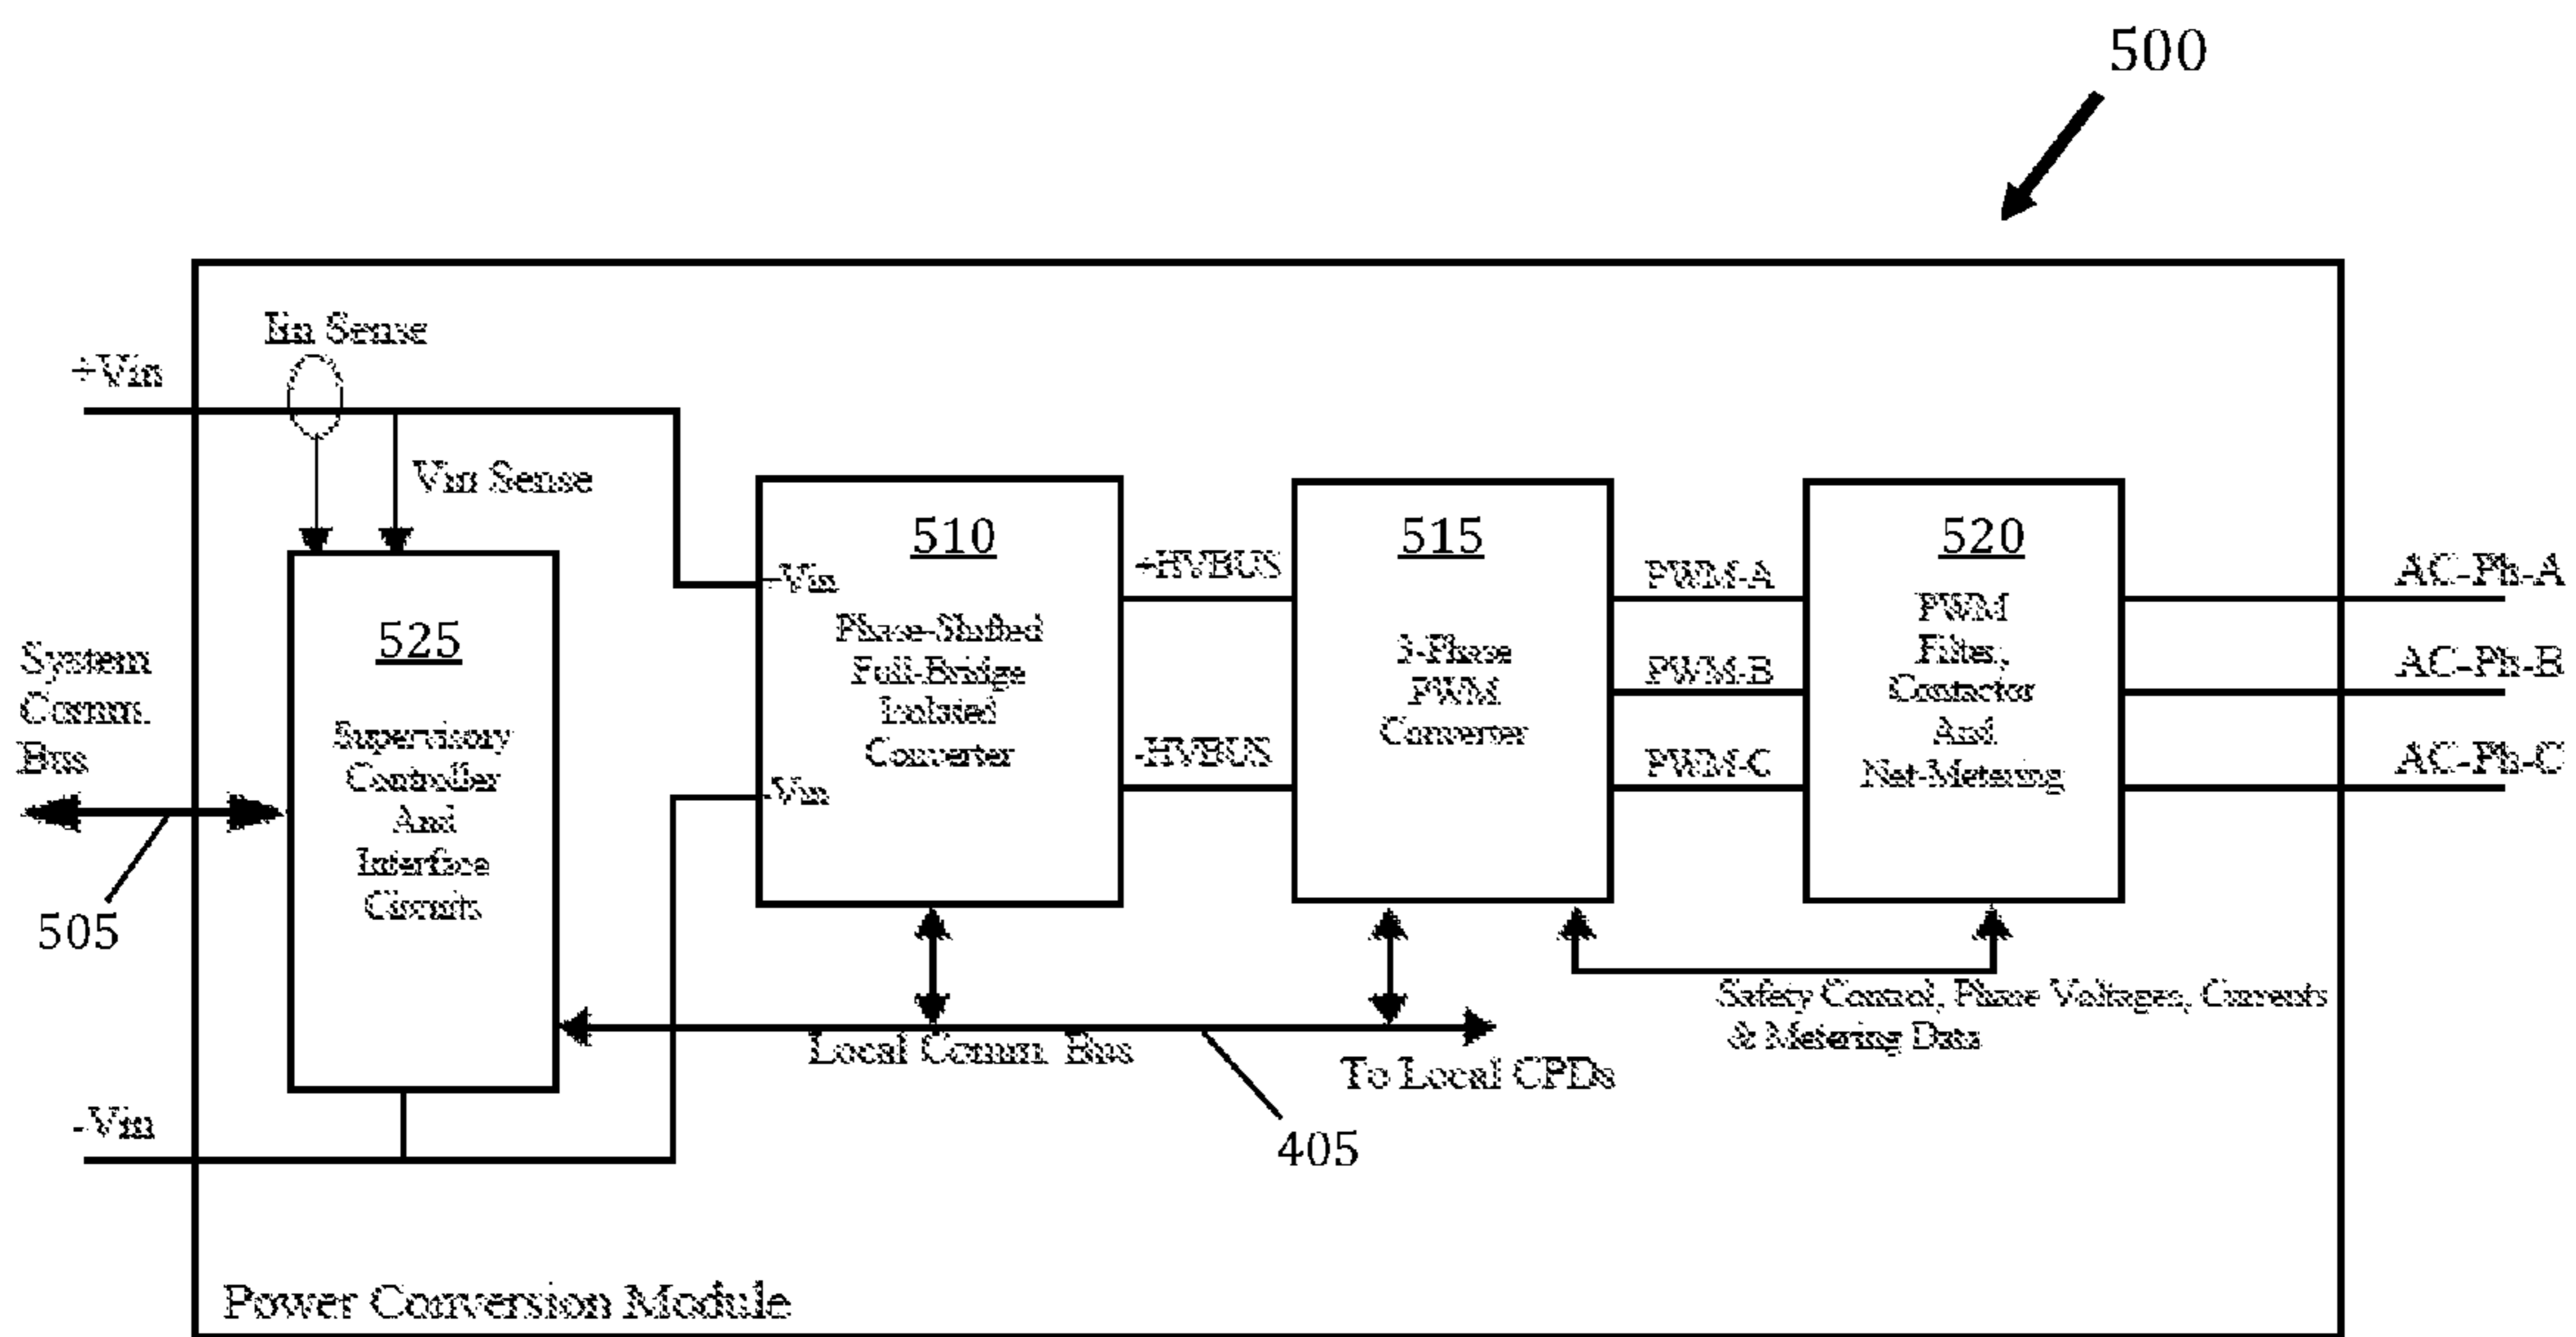 500
Iin Sense
+Vin
Vin Sense
510
+Vin
Phase-Shifted
Full-Bridge
Isolated
Converter
-Vin
+HVBUS
-HVBUS
515
3-Phase
PWM
Converter
PWM-A
PWM-B
PWM-C
520
PWM
Filter,
Contactor
And
Net-Metering
AC-Ph-A
AC-Ph-B
AC-Ph-C
System
Comm.
Bus
525
Supervisory
Controller
And
Interface
Circuits
505
Safety Control, Phase Voltages, Currents
& Metering Data
Local Comm. Bus
To Local CPDs
405
-Vin
Power Conversion Module